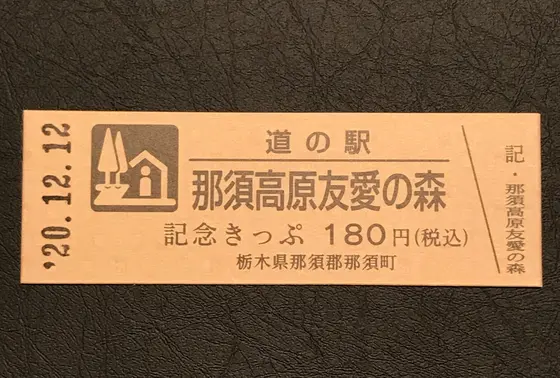 '20.12.12
道の駅
那須高原友愛の森
記念きっぷ 180円(税込)
栃木県那須郡那須町
記・那須高原友愛の森